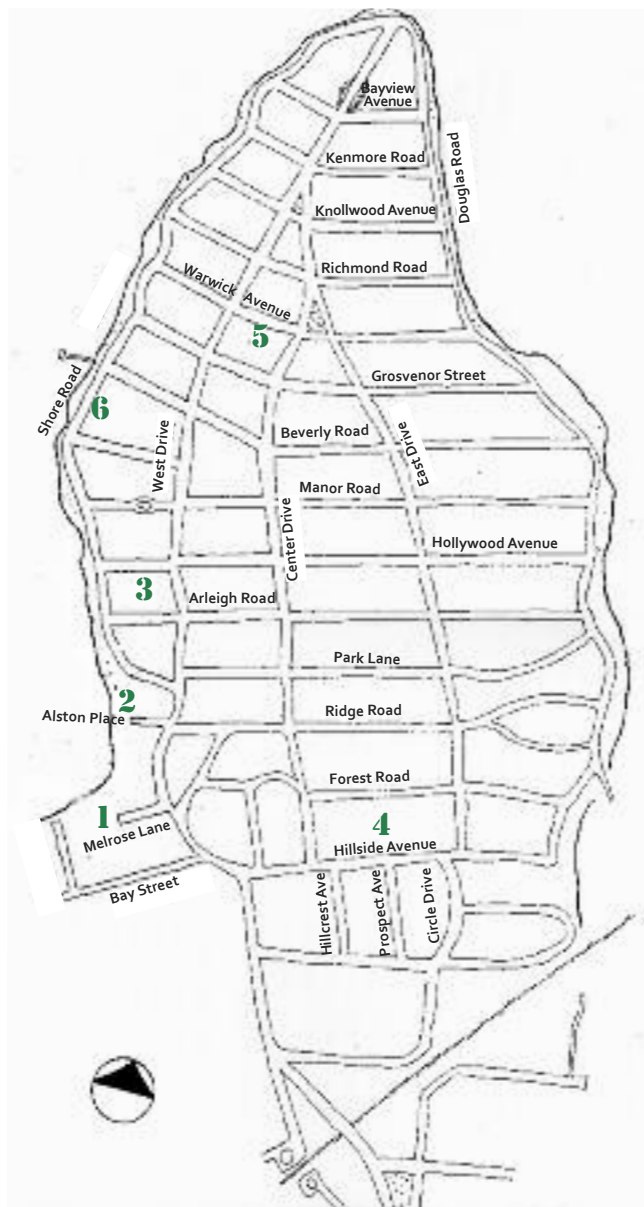 Bayview
Avenue
Kenmore Road
Douglas Road
Knollwood Avenue
Richmond Road
Warwick Avenue
5
Grosvenor Street
Shore Road
6
West Drive
Beverly Road
East Drive
Manor Road
Center Drive
Hollywood Avenue
3
Arleigh Road
Park Lane
2
Alston Place
Ridge Road
Forest Road
1
4
Melrose Lane
Hillside Avenue
Bay Street
Hillcrest Ave
Prospect Ave
Circle Drive